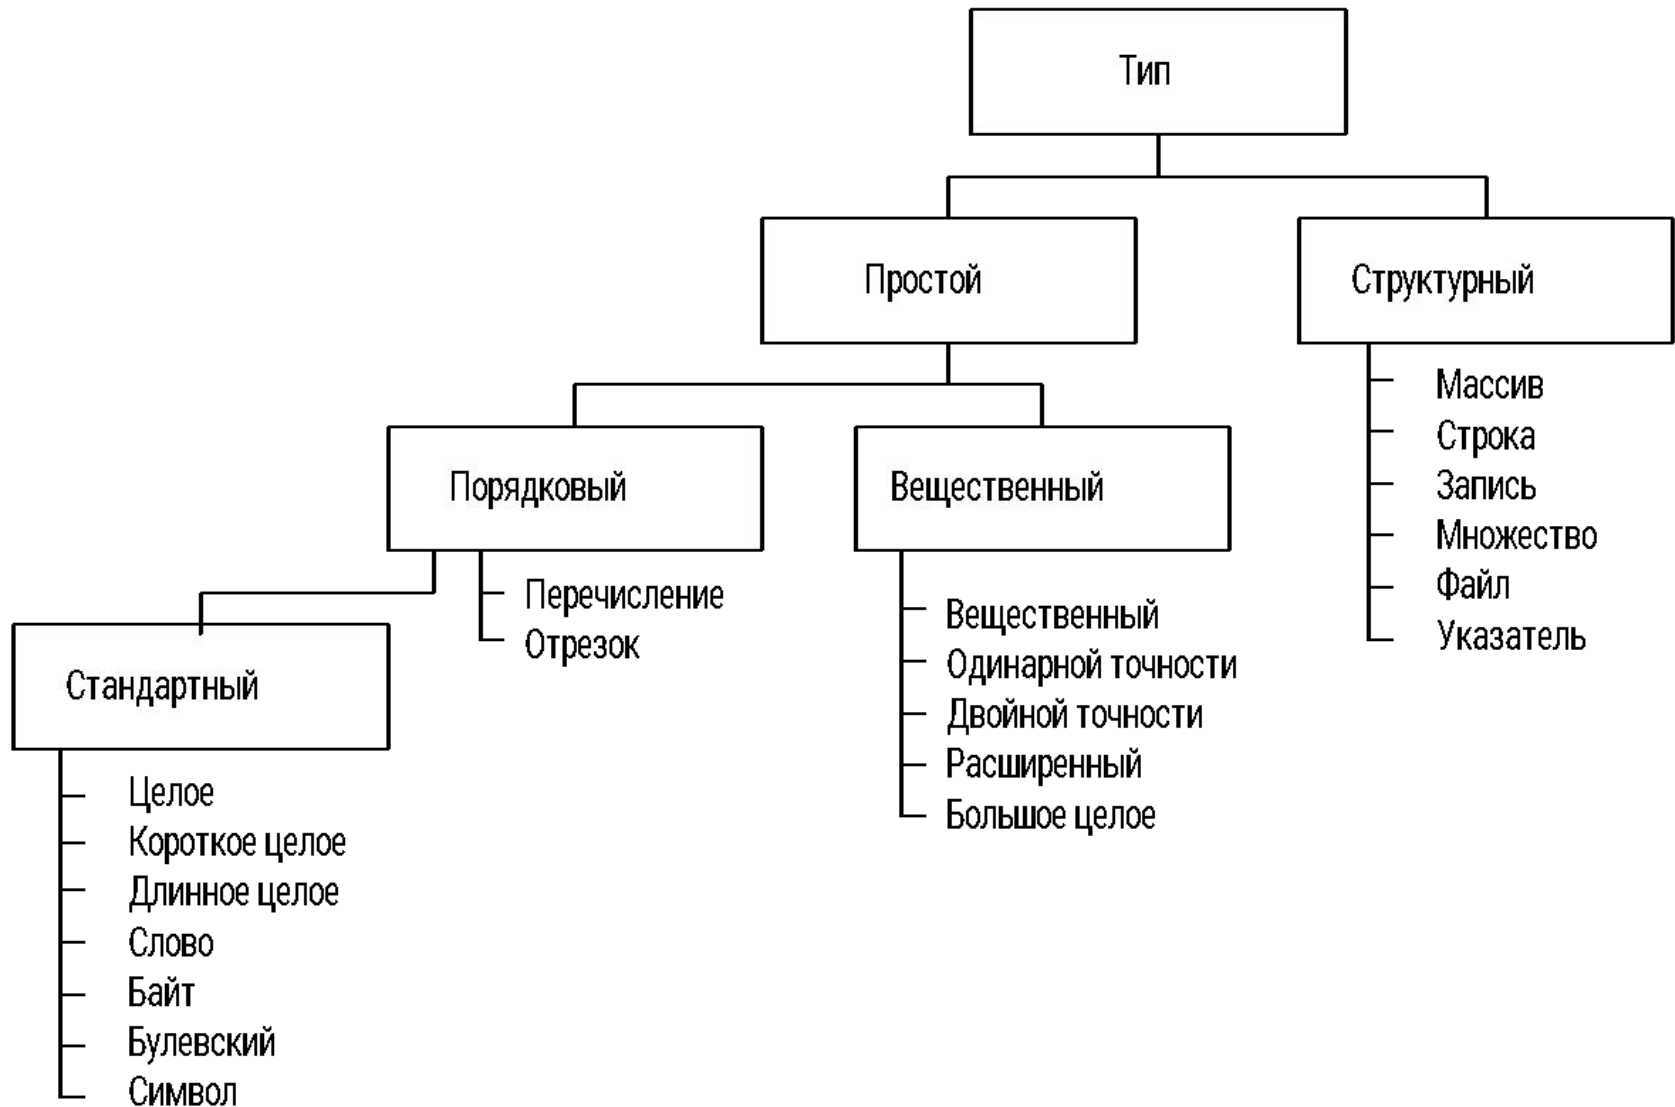 Тип
Простой
Структурный
Массив
Строка
Запись
Множество
Файл
Указатель
Порядковый
Вещественный
Перечисление
Отрезок
Вещественный
Одинарной точности
Двойной точности
Расширенный
Большое целое
Стандартный
Целое
Короткое целое
Длинное целое
Слово
Байт
Булевский
Символ